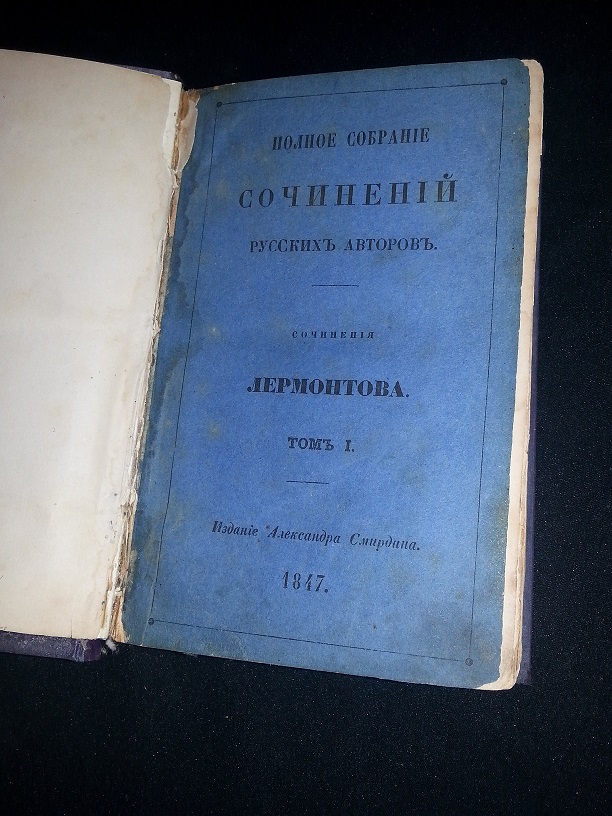 ПОЛНОЕ СОБРАНІЕ
СОЧИНЕНІЙ
РУССКИХЪ АВТОРОВЪ.
СОЧИНЕНІЯ
ЛЕРМОНТОВА.
ТОМЪ I.
Изданіе Александра Смирдина.
1847.